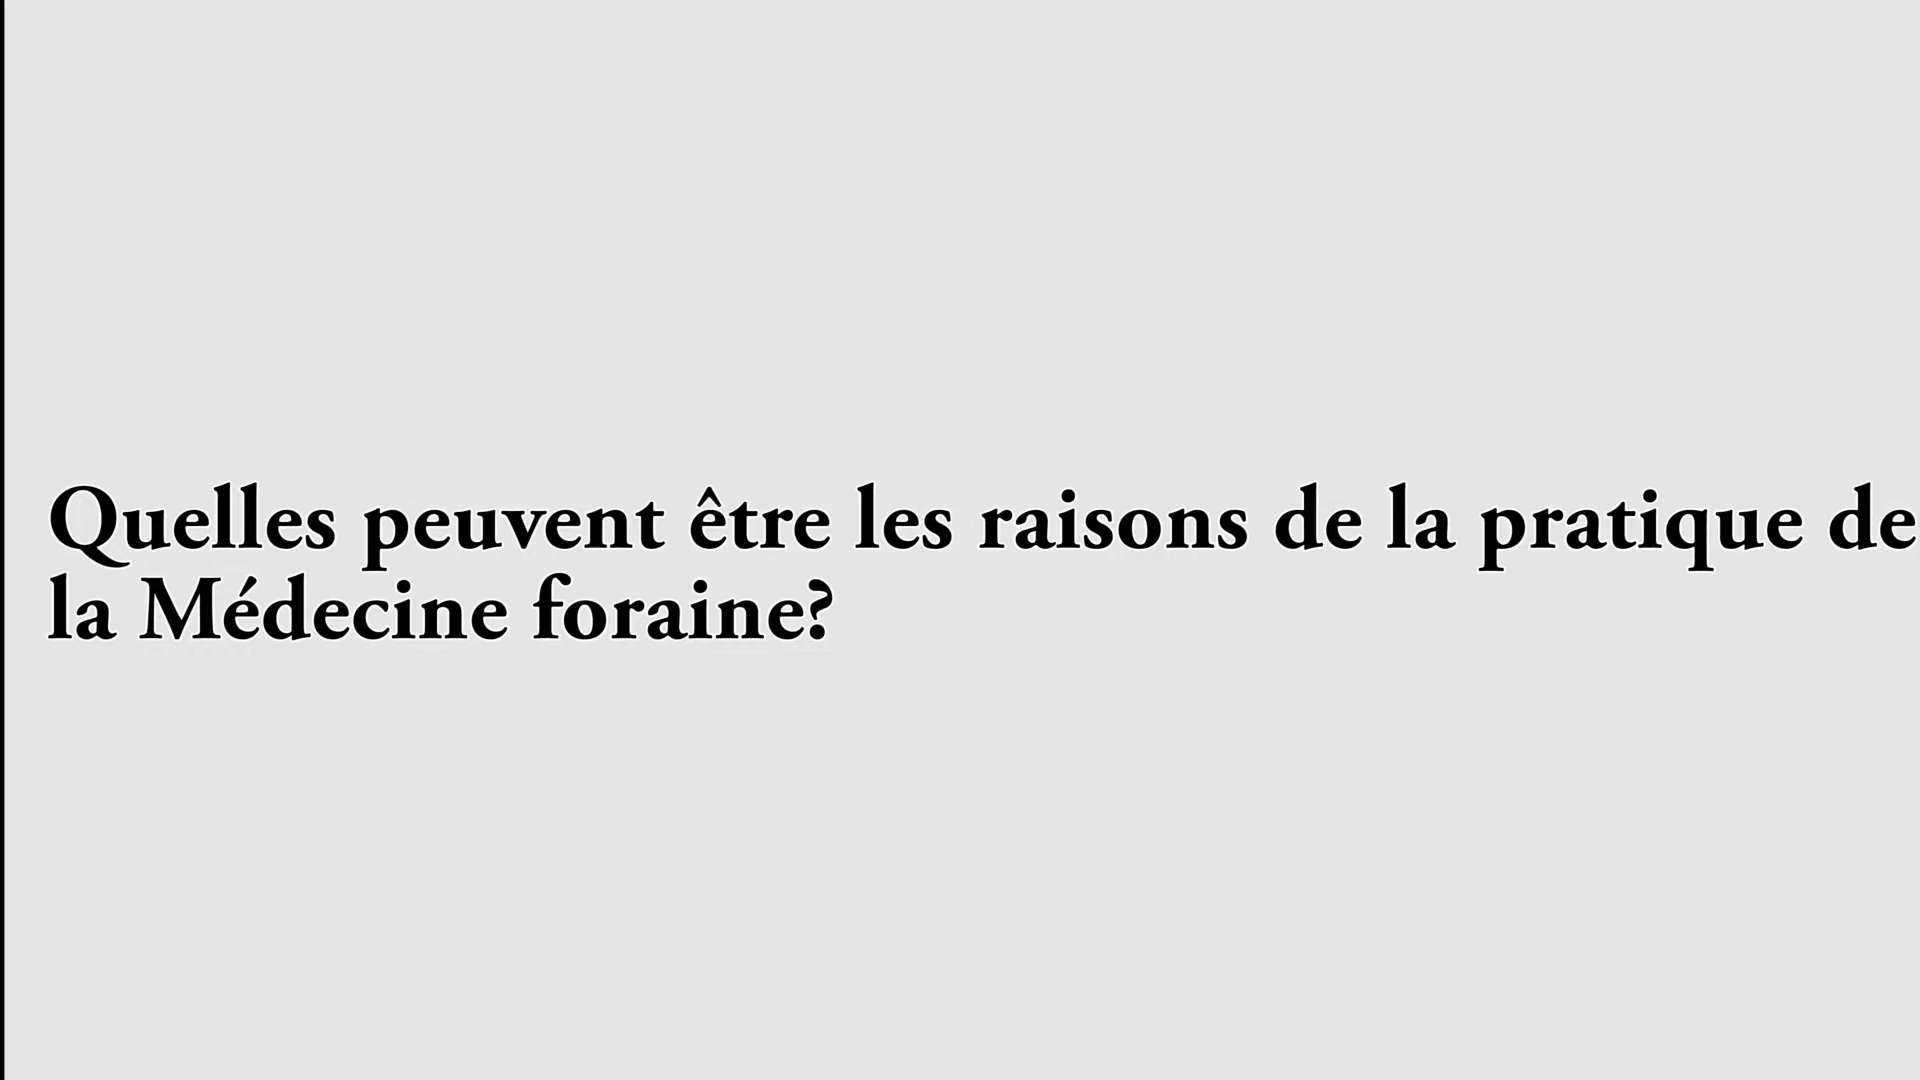 Quelles peuvent être les raisons de la pratique de
la Médecine foraine?